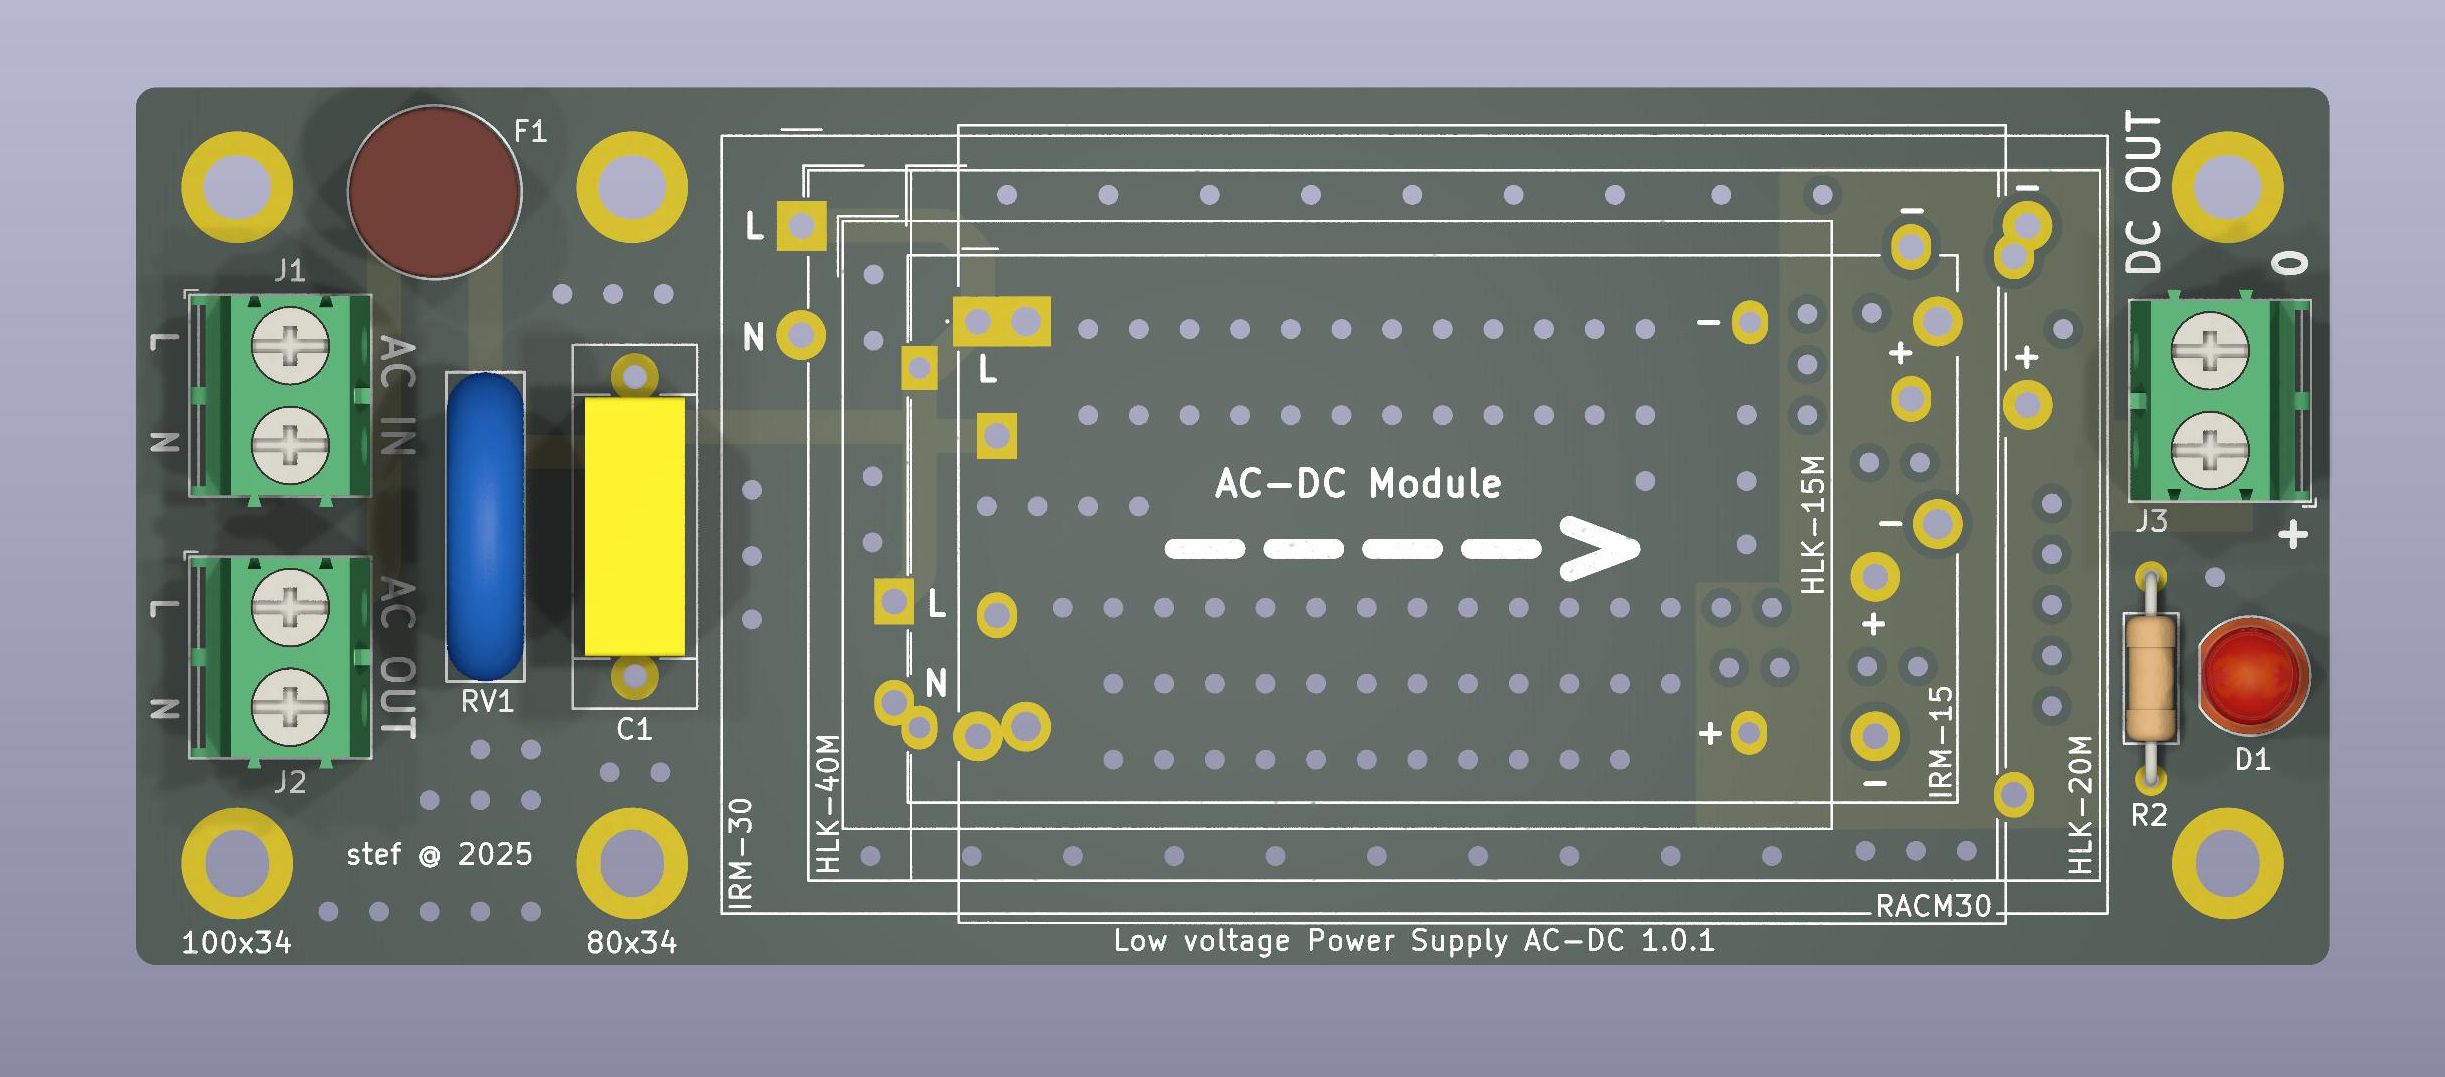 F1
J1
L
N
AC IN
L
N
AC OUT
J2
RV1
C1
stef @ 2025
100x34
80x34
L
N
L
L
N
AC-DC Module
- - - - >
-
-
-
+
+
-
+
-
+
IRM-30
HLK-40M
HLK-15M
IRM-15
HLK-20M
RACM30
Low voltage Power Supply AC-DC 1.0.1
DC OUT
0
J3
+
D1
R2